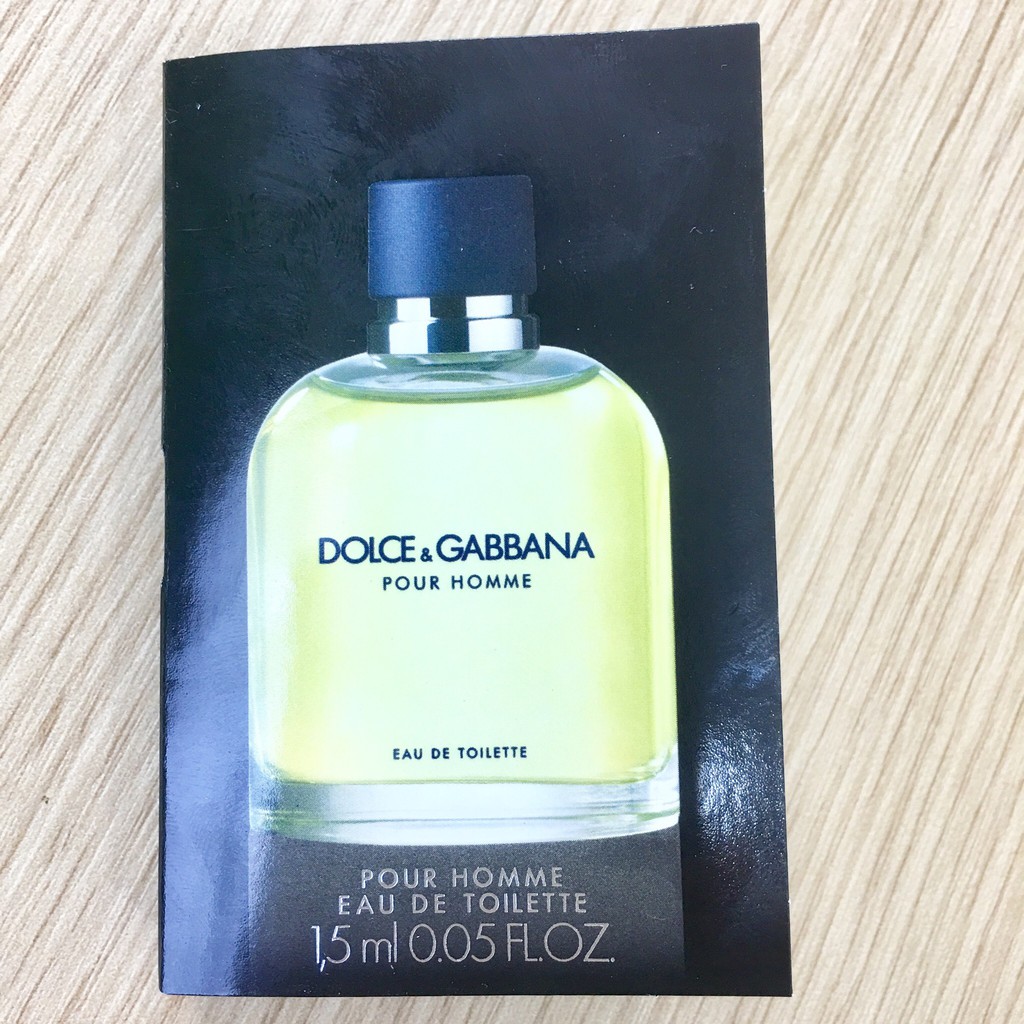 DOLCE & GABBANA
POUR HOMME
EAU DE TOILETTE
POUR HOMME
EAU DE TOILETTE
1,5 ml 0.05 FL.OZ.